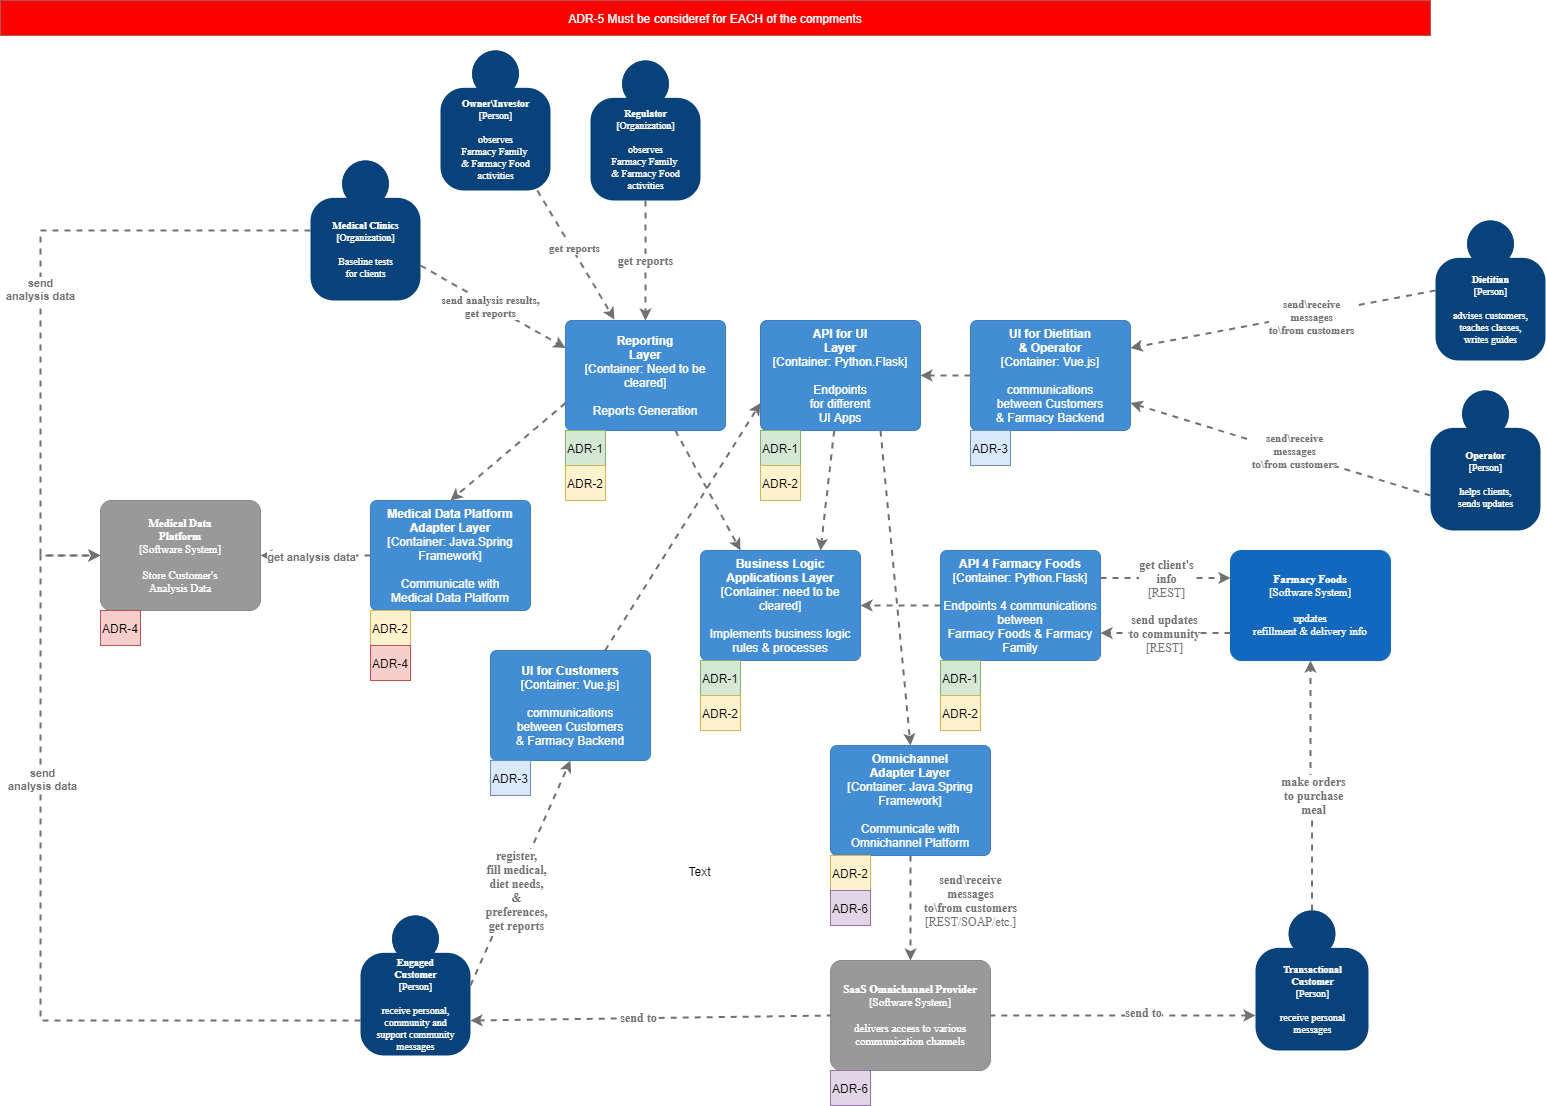 ADR-5 Must be consideref for EACH of the compments
Owner\Investor
[Person]
observes
Farmacy Family
& Farmacy Food
activities
Regulator
[Organization]
observes
Farmacy Family
& Farmacy Food
activities
Medical Clinics
[Organization]
Baseline tests
for clients
Dietitian
[Person]
advises customers,
teaches classes,
writes guides
get reports
get reports
send
analysis data
send analysis results,
get reports
send\receive
messages
to\from customers
Reporting
Layer
[Container: Need to be
cleared]
Reports Generation
ADR-1
ADR-2
API for UI
Layer
[Container: Python.Flask]
Endpoints
for different
UI Apps
ADR-1
ADR-2
UI for Dietitian
& Operator
[Container: Vue.js]
communications
between Customers
& Farmacy Backend
ADR-3
send\receive
messages
to\from customers
Operator
[Person]
helps clients,
sends updates
Medical Data
Platform
[Software System]
Store Customer's
Analysis Data
ADR-4
get analysis data
Medical Data Platform
Adapter Layer
[Container: Java.Spring
Framework]
Communicate with
Medical Data Platform
ADR-2
ADR-4
Business Logic
Applications Layer
[Container: need to be
cleared]
Implements business logic
rules & processes
ADR-1
ADR-2
API 4 Farmacy Foods
[Container: Python.Flask]
Endpoints 4 communications
between
Farmacy Foods & Farmacy
Family
ADR-1
ADR-2
get client's
info
[REST]
send updates
to community
[REST]
Farmacy Foods
[Software System]
updates
refillment & delivery info
UI for Customers
[Container: Vue.js]
communications
between Customers
& Farmacy Backend
ADR-3
Omnichannel
Adapter Layer
[Container: Java.Spring
Framework]
Communicate with
Omnichannel Platform
ADR-2
ADR-6
send
analysis data
make orders
to purchase
meal
register,
fill medical,
diet needs,
&
preferences,
get reports
Text
send\receive
messages
to\from customers
[REST/SOAP/etc.]
Engaged
Customer
[Person]
receive personal,
community and
support community
messages
send to
SaaS Omnichannel Provider
[Software System]
delivers access to various
communication channels
ADR-6
send to
Transactional
Customer
[Person]
receive personal
messages